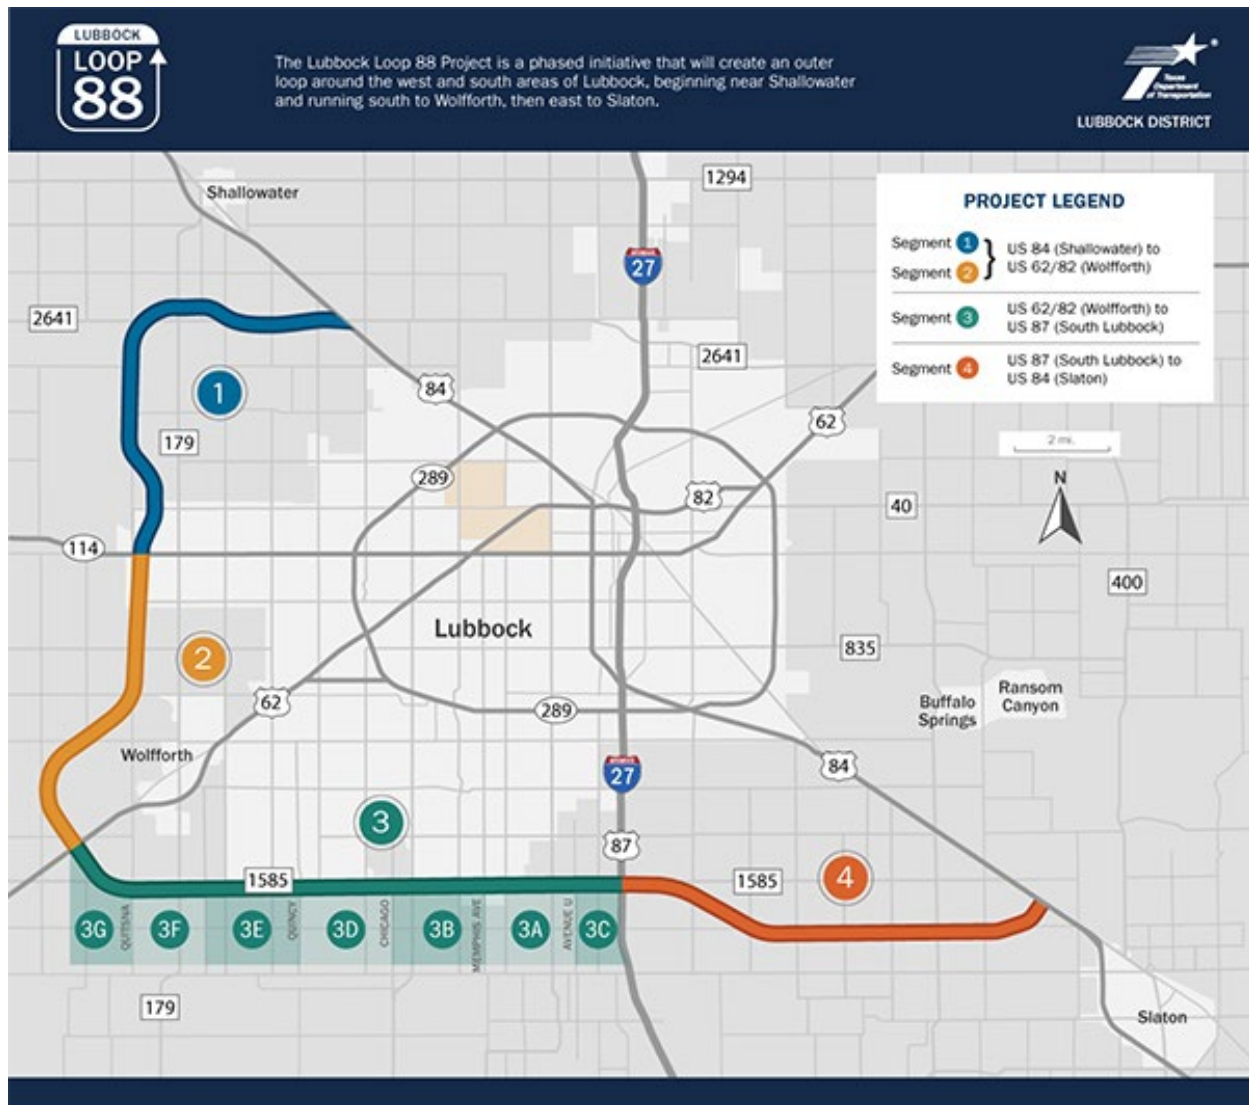 LUBBOCK
LOOP
88
The Lubbock Loop 88 Project is a phased initiative that will create an outer
loop around the west and south areas of Lubbock, beginning near Shallowater
and running south to Wolfforth, then east to Slaton.
Texas
Department
of Transportation
LUBBOCK DISTRICT
PROJECT LEGEND
Segment 1
Segment 2
US 84 (Shallowater) to
US 62/82 (Wolfforth)
Segment 3
US 62/82 (Wolfforth) to
US 87 (South Lubbock)
Segment 4
US 87 (South Lubbock) to
US 84 (Slaton)
2 mi.
N
Shallowater
1294
27
2641
2641
1
84
62
179
289
82
40
114
400
Lubbock
2
835
62
289
Buffalo
Springs
Ransom
Canyon
Wolfforth
27
84
3
87
1585
1585
4
3G
3F
3E
QUINCY
3D
CHICAGO
3B
MEMPHIS AVE
3A
AVENUE U
3C
179
Slaton